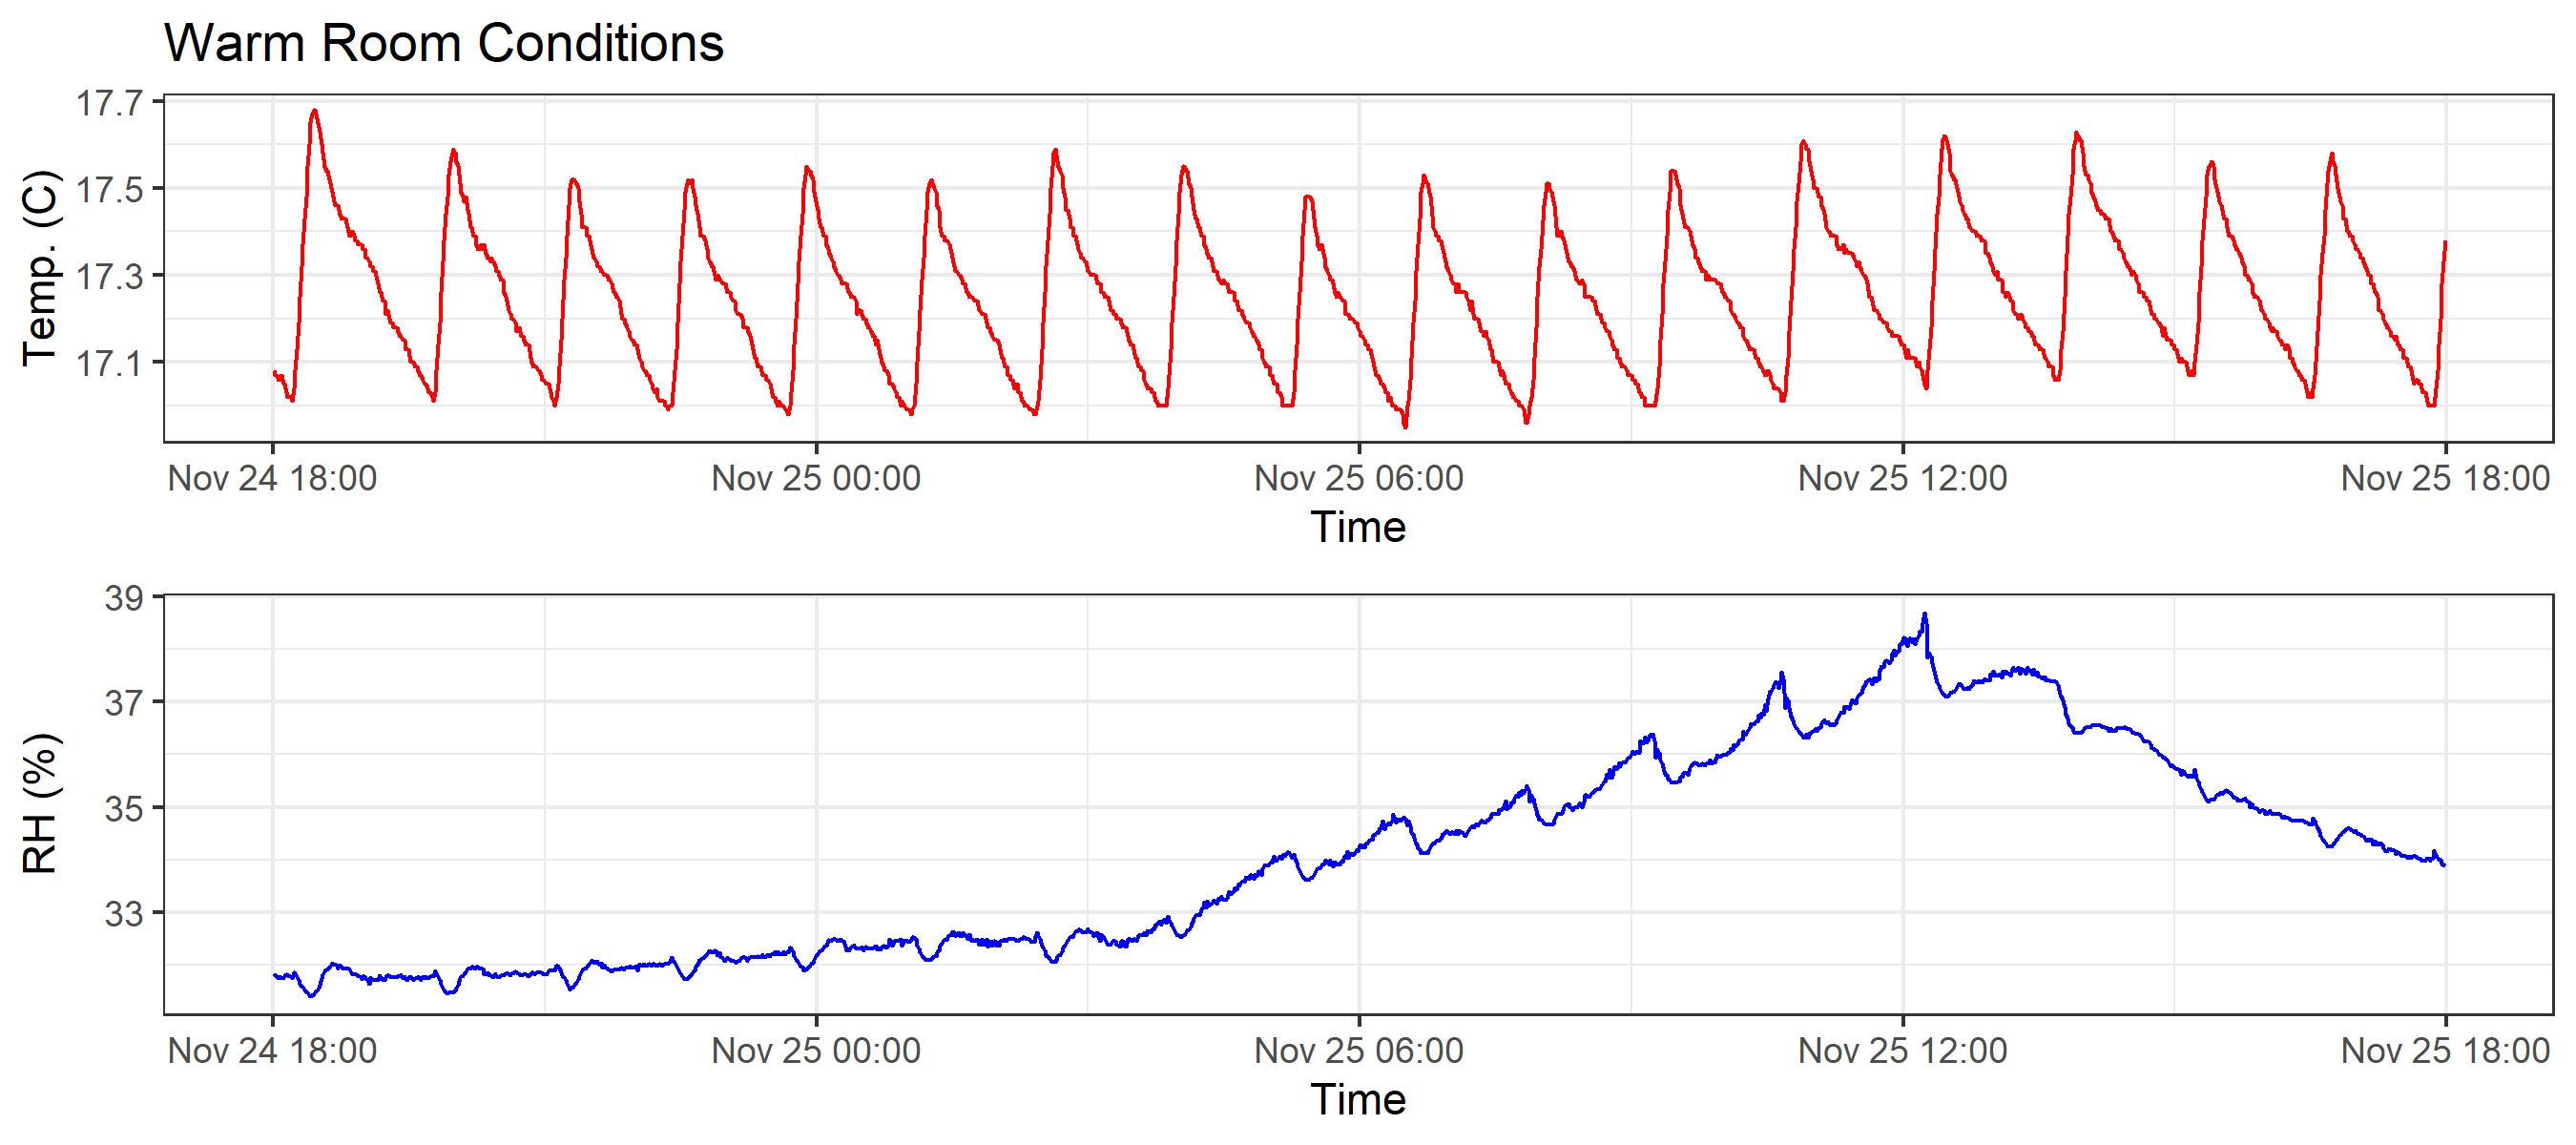 Warm Room Conditions
Temp. (C)
17.7
17.5
17.3
17.1
Nov 24 18:00 Nov 25 00:00 Nov 25 06:00 Nov 25 12:00 Nov 25 18:00
Time
RH (%)
39
37
35
33
Nov 24 18:00 Nov 25 00:00 Nov 25 06:00 Nov 25 12:00 Nov 25 18:00
Time